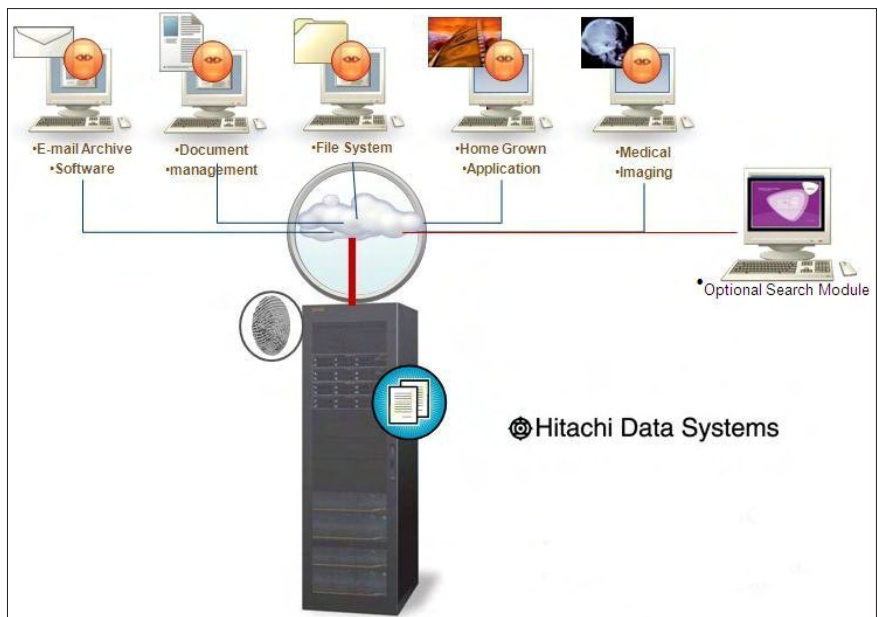 •E-mail Archive
•Software
•Document
•management
•File System
•Home Grown
•Application
•Medical
•Imaging
•Optional Search Module
Hitachi Data Systems